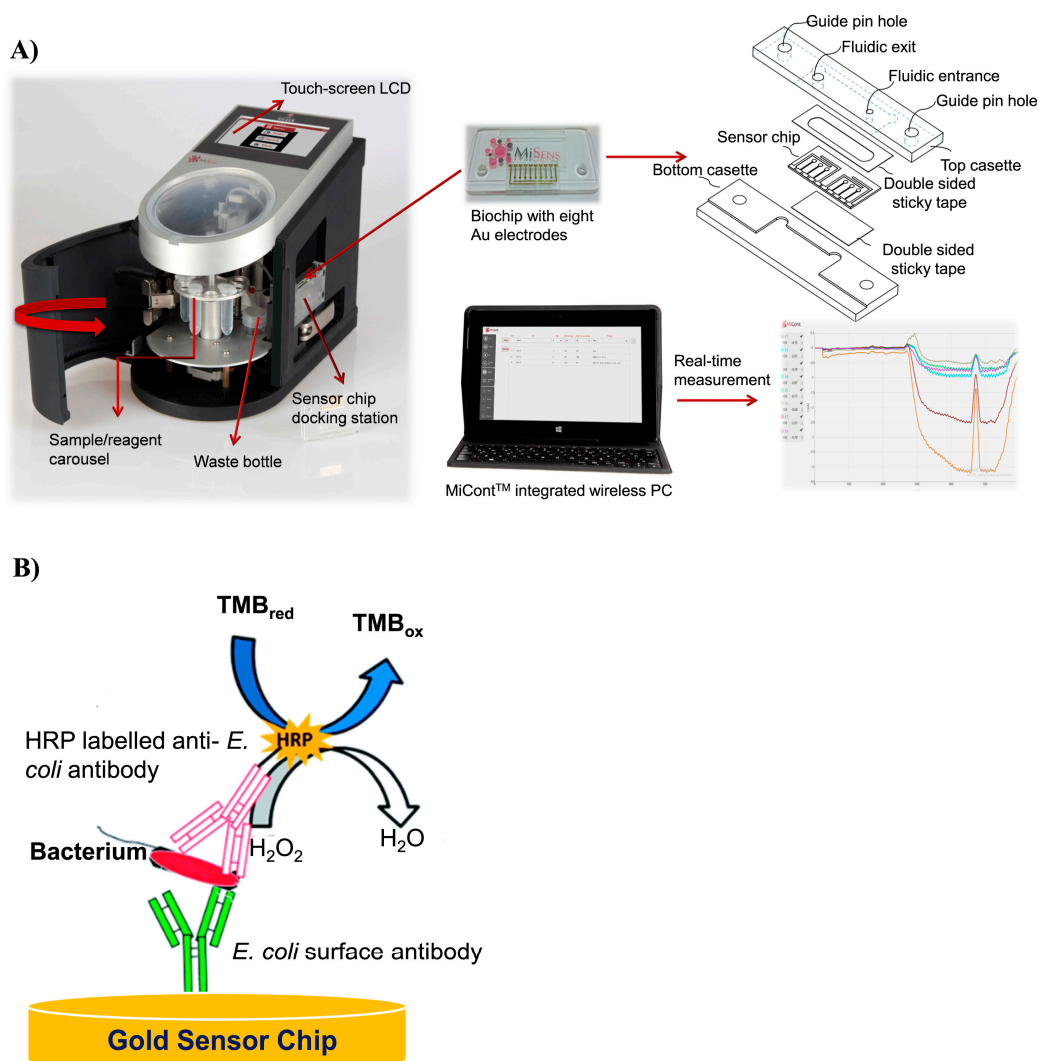 A)
Touch-screen LCD
Sample/reagent
carousel
Waste bottle
Sensor chip
docking station
MiSENS
Biochip with eight
Au electrodes
Guide pin hole
Fluidic exit
Fluidic entrance
Guide pin hole
Sensor chip
Top casette
Bottom casette
Double sided
sticky tape
Double sided
sticky tape
MiCont
MiContTM integrated wireless PC
Real-time
measurement
MiCont
B)
TMBred
TMBox
HRP
HRP labelled anti- E.
coli antibody
Bacterium
H2O2
H2O
E. coli surface antibody
Gold Sensor Chip